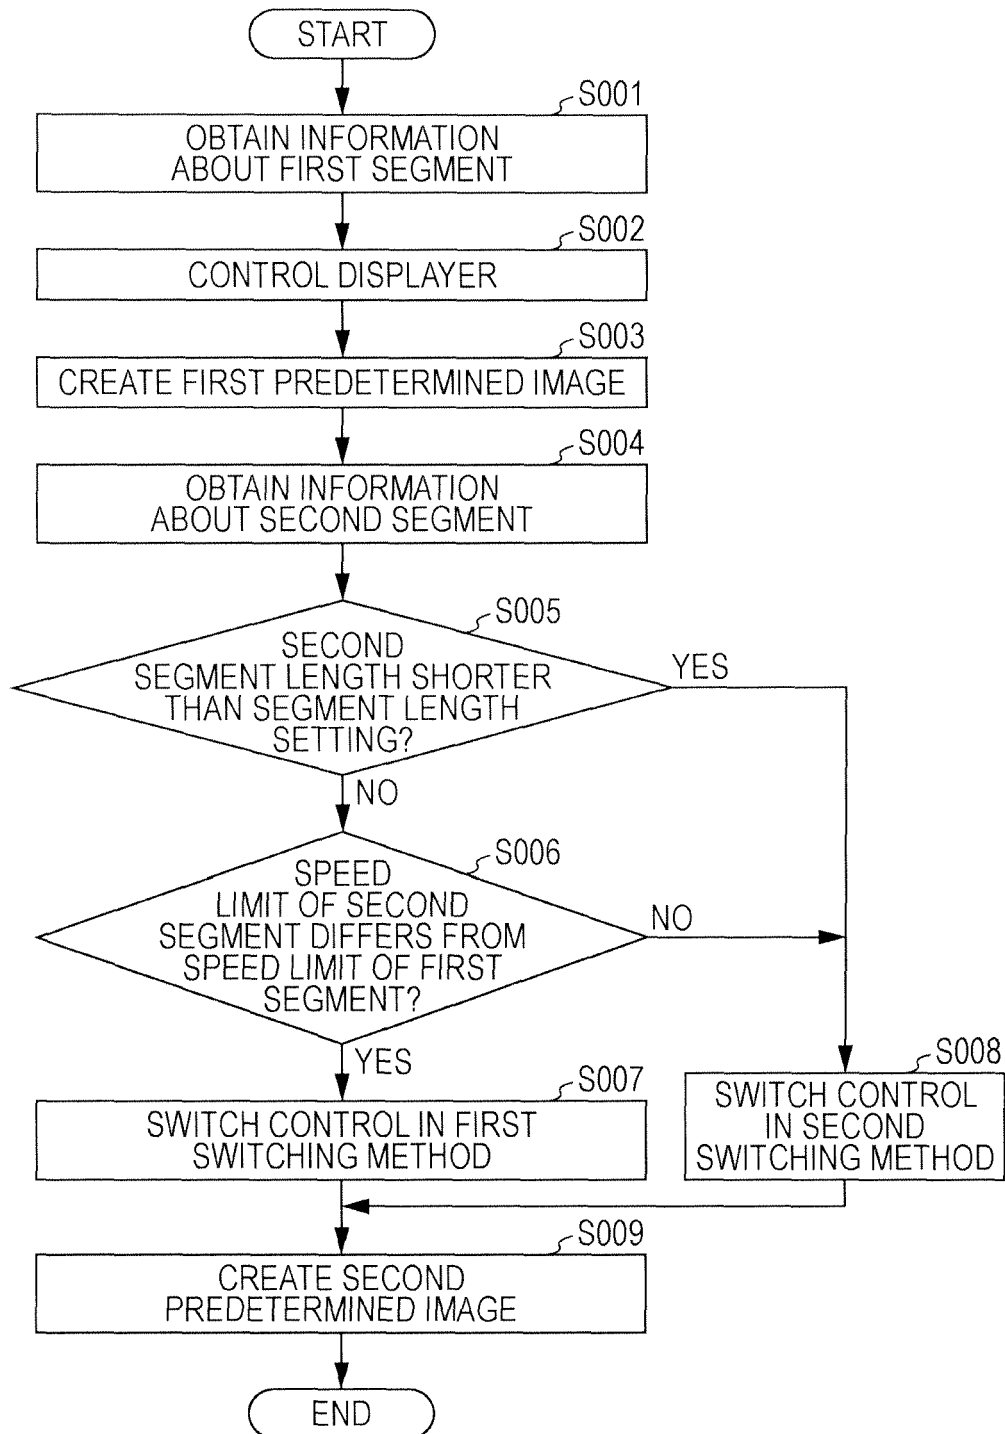 START
S001
OBTAIN INFORMATION
ABOUT FIRST SEGMENT
S002
CONTROL DISPLAYER
S003
CREATE FIRST PREDETERMINED IMAGE
S004
OBTAIN INFORMATION
ABOUT SECOND SEGMENT
S005
SECOND
SEGMENT LENGTH SHORTER
THAN SEGMENT LENGTH
SETTING?
YES
NO
S006
SPEED
LIMIT OF SECOND
SEGMENT DIFFERS FROM
SPEED LIMIT OF FIRST
SEGMENT?
NO
YES
S007
SWITCH CONTROL IN FIRST
SWITCHING METHOD
S008
SWITCH CONTROL
IN SECOND
SWITCHING METHOD
S009
CREATE SECOND
PREDETERMINED IMAGE
END